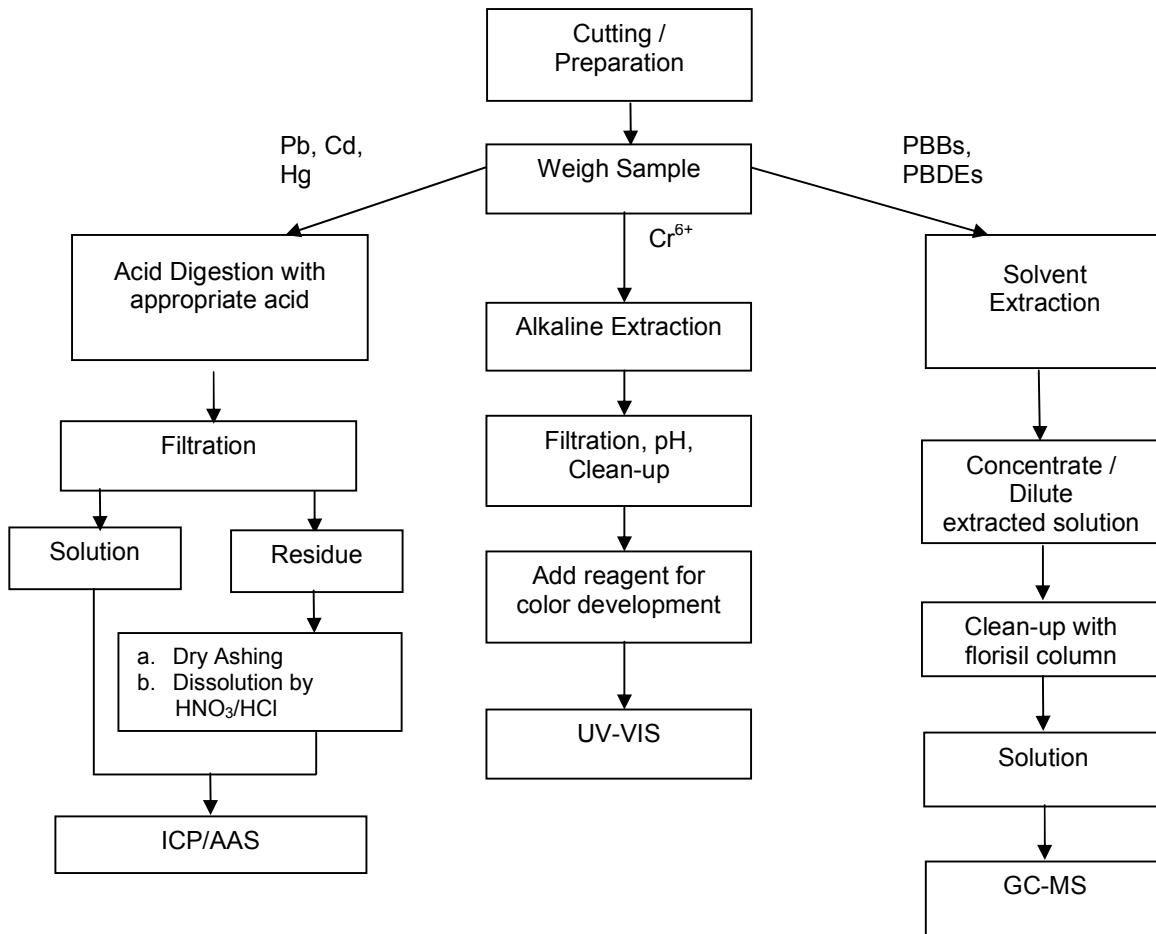 Cutting /
Preparation
Pb, Cd,
Hg
Weigh Sample
PBBs,
PBDEs
Cr⁶⁺
Acid Digestion with
appropriate acid
Filtration
Solution
Residue
a. Dry Ashing
b. Dissolution by
HNO₃/HCl
ICP/AAS
Alkaline Extraction
Filtration, pH,
Clean-up
Add reagent for
color development
UV-VIS
Solvent
Extraction
Concentrate /
Dilute
extracted solution
Clean-up with
florisil column
Solution
GC-MS